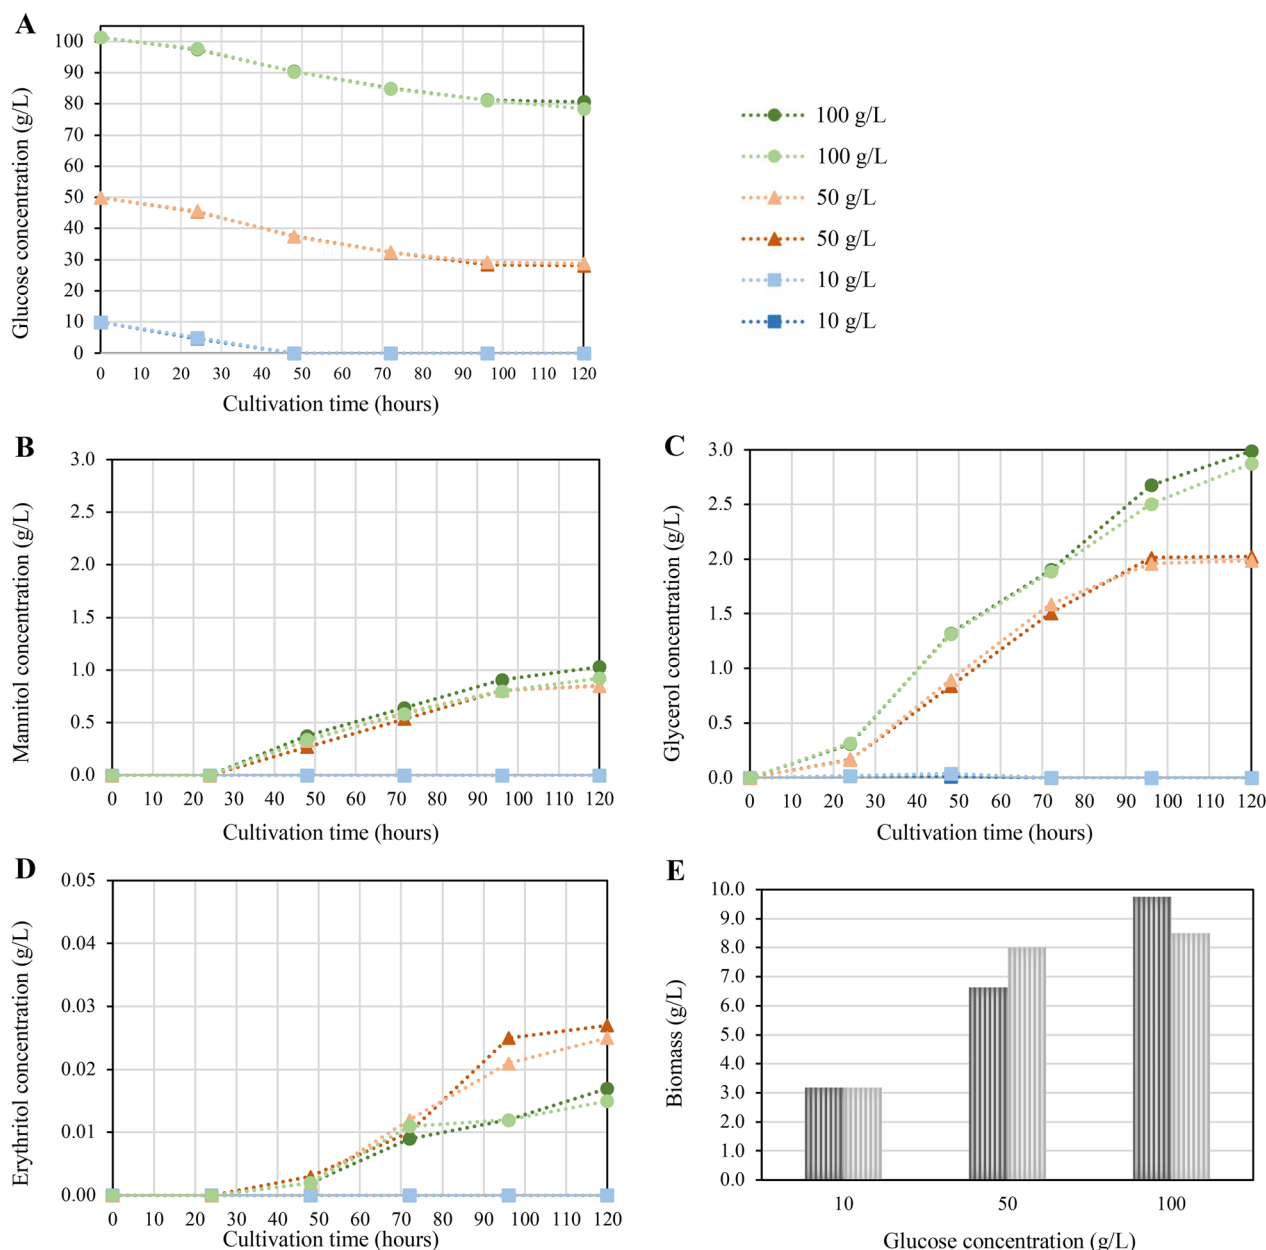 A
Glucose concentration (g/L)
100
90
80
70
60
50
40
30
20
10
0
0 10 20 30 40 50 60 70 80 90 100 110 120
Cultivation time (hours)
100 g/L
100 g/L
50 g/L
50 g/L
10 g/L
10 g/L
B
Mannitol concentration (g/L)
3.0
2.5
2.0
1.5
1.0
0.5
0.0
0 10 20 30 40 50 60 70 80 90 100 110 120
Cultivation time (hours)
C
Glycerol concentration (g/L)
3.0
2.5
2.0
1.5
1.0
0.5
0.0
0 10 20 30 40 50 60 70 80 90 100 110 120
Cultivation time (hours)
D
Erythritol concentration (g/L)
0.05
0.04
0.03
0.02
0.01
0.00
0 10 20 30 40 50 60 70 80 90 100 110 120
Cultivation time (hours)
E
Biomass (g/L)
10.0
9.0
8.0
7.0
6.0
5.0
4.0
3.0
2.0
1.0
0.0
10 50 100
Glucose concentration (g/L)